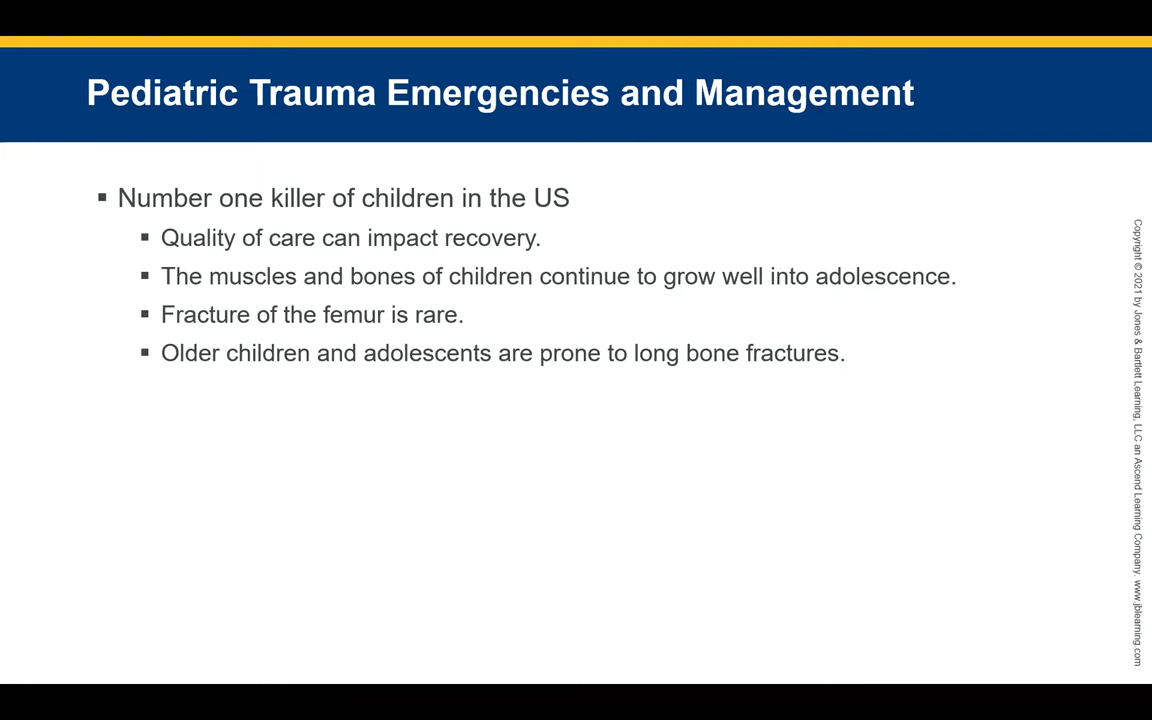 Pediatric Trauma Emergencies and Management
▪ Number one killer of children in the US
▪ Quality of care can impact recovery.
▪ The muscles and bones of children continue to grow well into adolescence.
▪ Fracture of the femur is rare.
▪ Older children and adolescents are prone to long bone fractures.
Copyright © 2021 by Jones & Bartlett Learning, LLC an Ascend Learning Company. www.jblearning.com